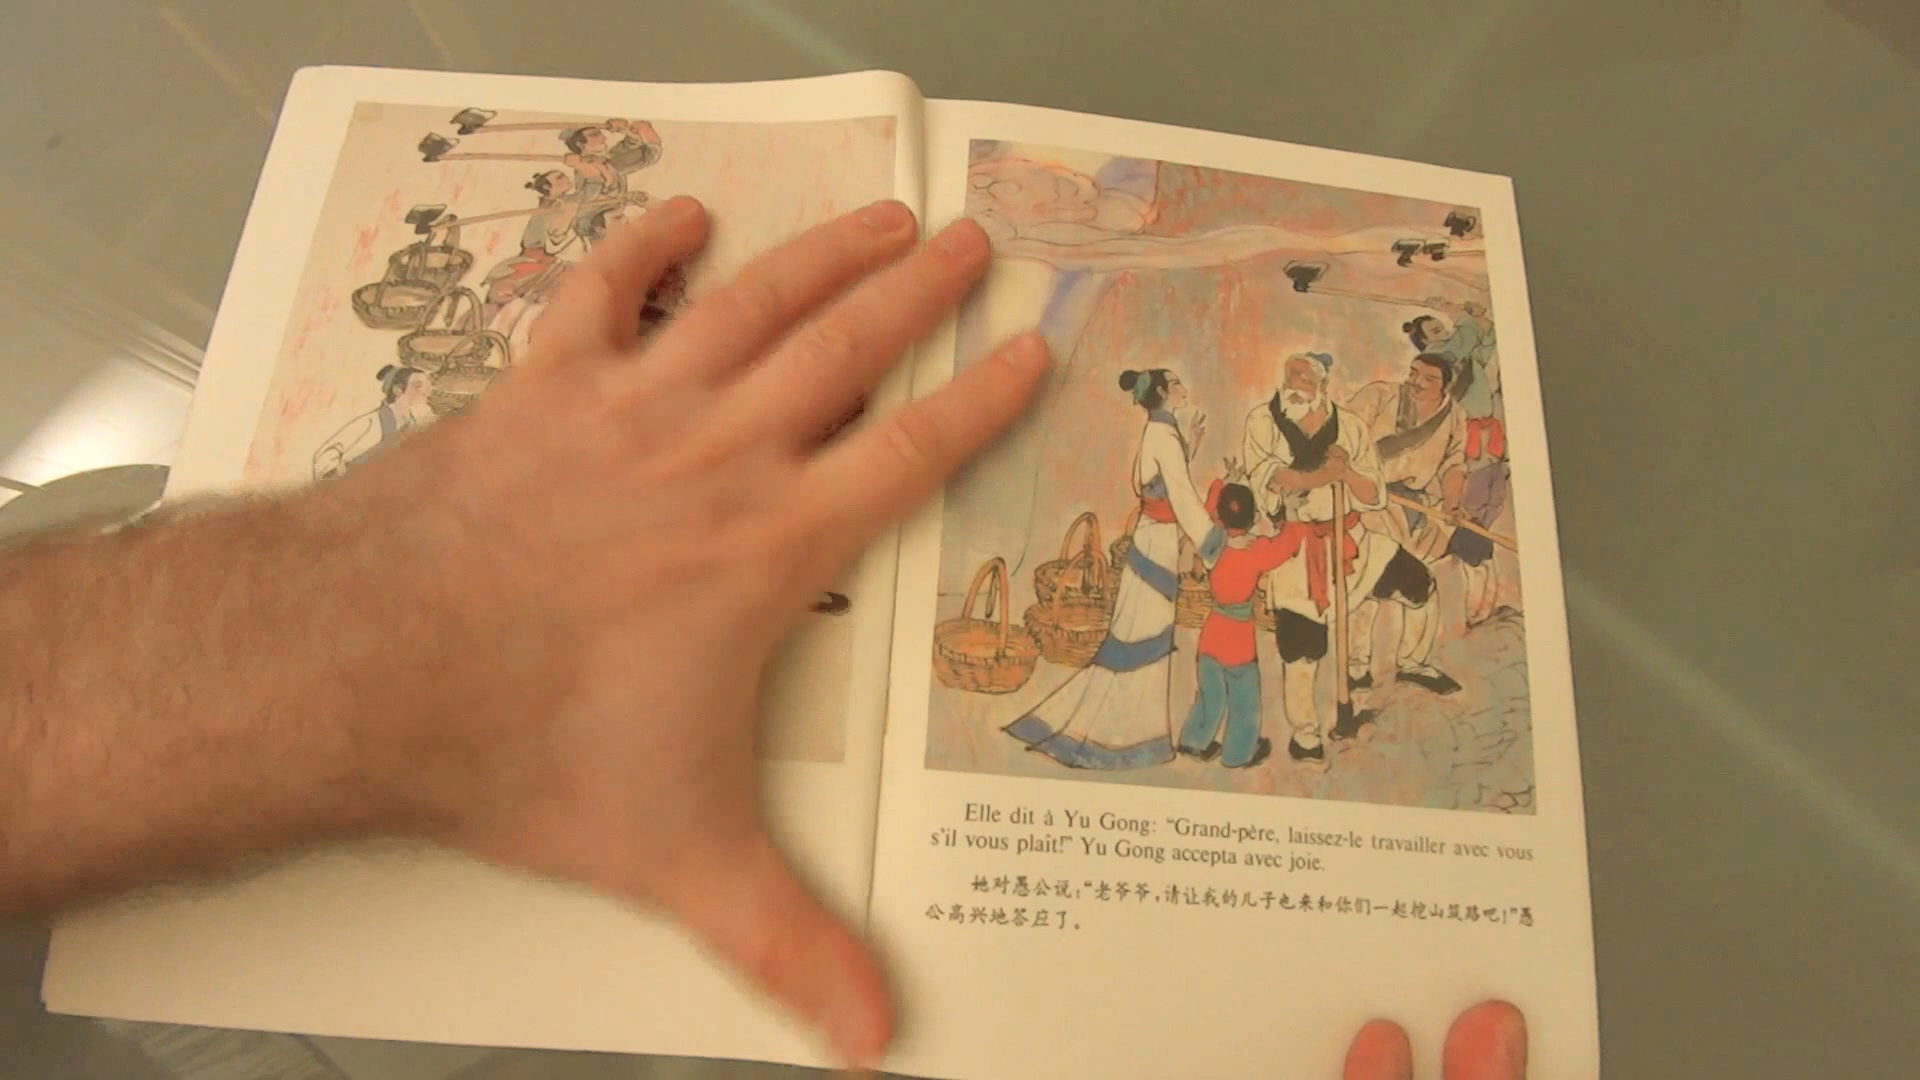 Elle dit à Yu Gong: “Grand-père, laissez-le travailler avec vous
s'il vous plaît!” Yu Gong accepta avec joie.
她对愚公说:“老爷爷,请让我的儿子也来和你们一起挖山筑路吧!”愚
公高兴地答应了。